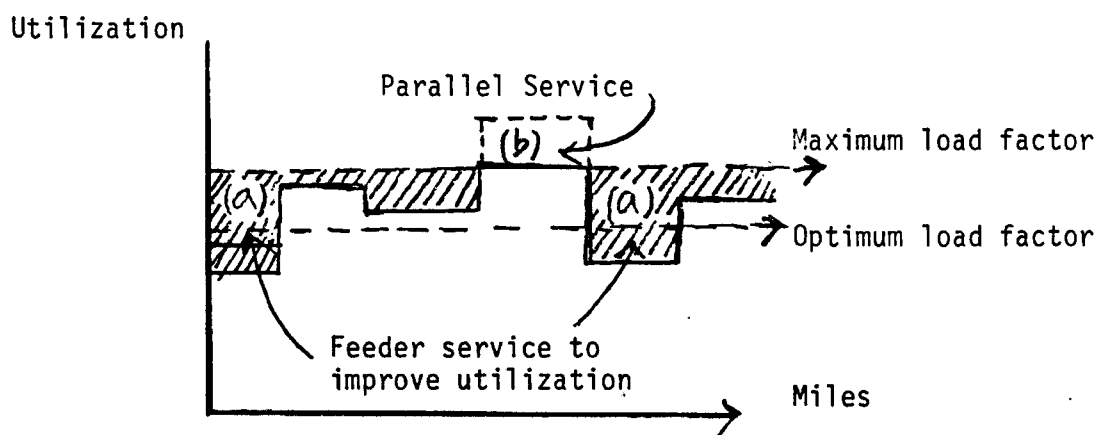 Utilization
Parallel Service
(b)
Maximum load factor
(a)
(a)
Optimum load factor
Feeder service to
improve utilization
Miles